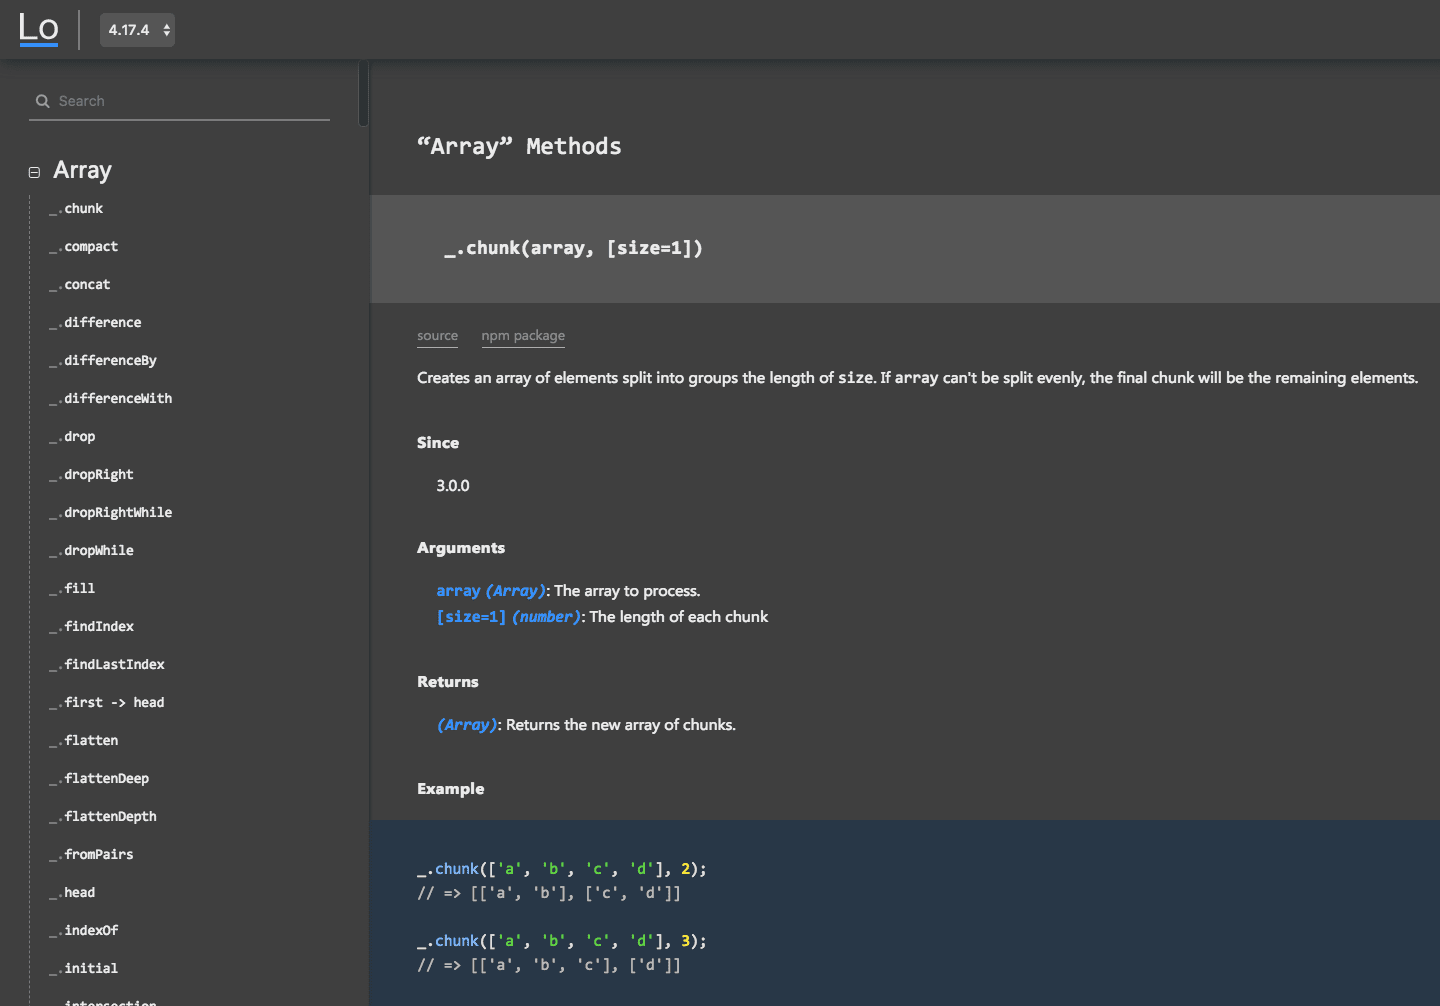 Lo
4.17.4
Search
Array
_.chunk
_.compact
_.concat
_.difference
_.differenceBy
_.differenceWith
_.drop
_.dropRight
_.dropRightWhile
_.dropWhile
_.fill
_.findIndex
_.findLastIndex
_.first -> head
_.flatten
_.flattenDeep
_.flattenDepth
_.fromPairs
_.head
_.indexOf
_.initial
_.intersection
“Array” Methods
_.chunk(array, [size=1])
source npm package
Creates an array of elements split into groups the length of size. If array can't be split evenly, the final chunk will be the remaining elements.
Since
3.0.0
Arguments
array (Array): The array to process.
[size=1] (number): The length of each chunk
Returns
(Array): Returns the new array of chunks.
Example
_.chunk(['a', 'b', 'c', 'd'], 2);
// => [['a', 'b'], ['c', 'd']]
_.chunk(['a', 'b', 'c', 'd'], 3);
// => [['a', 'b', 'c'], ['d']]